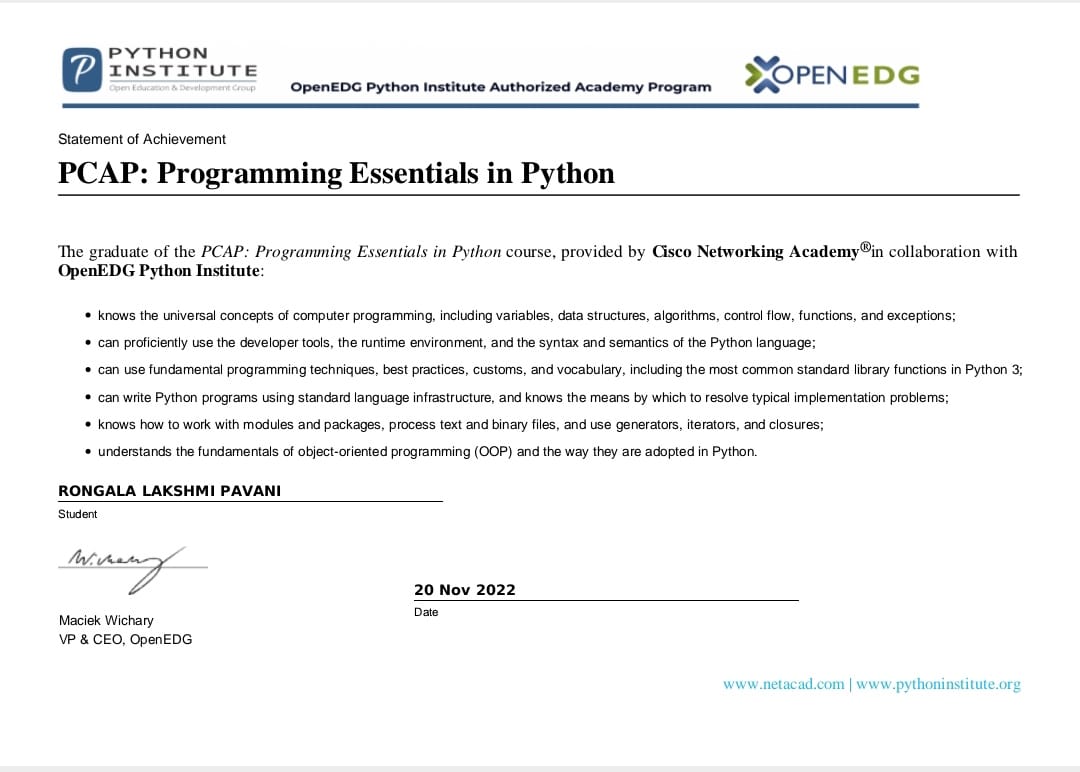 PYTHON
INSTITUTE
Open Education & Development Group
OpenEDG Python Institute Authorized Academy Program
OPENEDG
Statement of Achievement
PCAP: Programming Essentials in Python
The graduate of the PCAP: Programming Essentials in Python course, provided by Cisco Networking Academy®in collaboration with
OpenEDG Python Institute:
• knows the universal concepts of computer programming, including variables, data structures, algorithms, control flow, functions, and exceptions;
• can proficiently use the developer tools, the runtime environment, and the syntax and semantics of the Python language;
• can use fundamental programming techniques, best practices, customs, and vocabulary, including the most common standard library functions in Python 3;
• can write Python programs using standard language infrastructure, and knows the means by which to resolve typical implementation problems;
• knows how to work with modules and packages, process text and binary files, and use generators, iterators, and closures;
• understands the fundamentals of object-oriented programming (OOP) and the way they are adopted in Python.
RONGALA LAKSHMI PAVANI
Student
20 Nov 2022
Date
Maciek Wichary
VP & CEO, OpenEDG
www.netacad.com | www.pythoninstitute.org